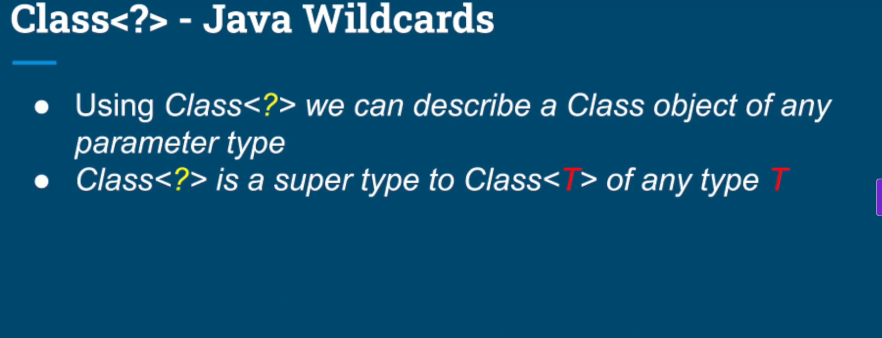 Class<?> - Java Wildcards
● Using Class<?> we can describe a Class object of any
parameter type
● Class<?> is a super type to Class<T> of any type T